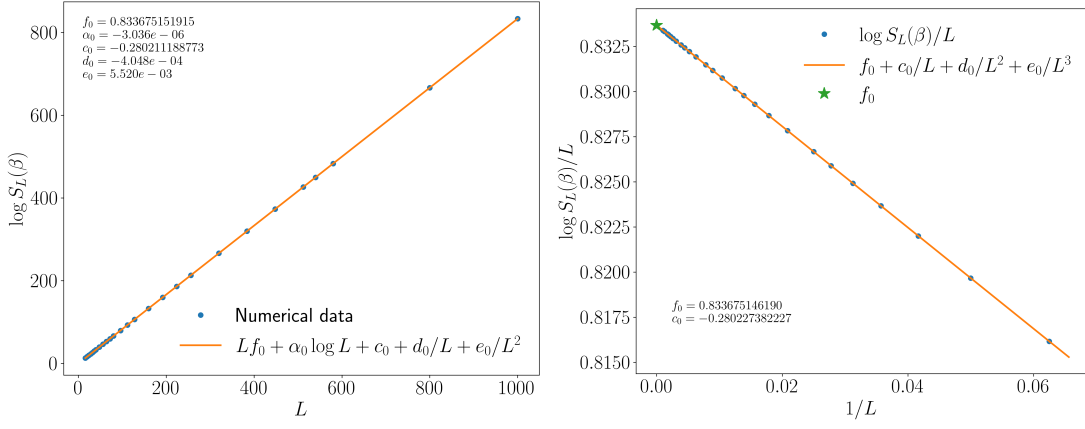 f_0 = 0.833675151915
α_0 = −3.036e − 06
c_0 = −0.280211188773
d_0 = −4.048e − 04
e_0 = 5.520e − 03
800
600
400
200
0
log S_L(β)
Numerical data
Lf_0 + α_0 log L + c_0 + d_0/L + e_0/L^2
0 200 400 600 800 1000
L
0.8325
0.8300
0.8275
0.8250
0.8225
0.8200
0.8175
0.8150
log S_L(β)/L
log S_L(β)/L
f_0 + c_0/L + d_0/L^2 + e_0/L^3
f_0
f_0 = 0.833675146190
c_0 = −0.280227382227
0.00 0.02 0.04 0.06
1/L